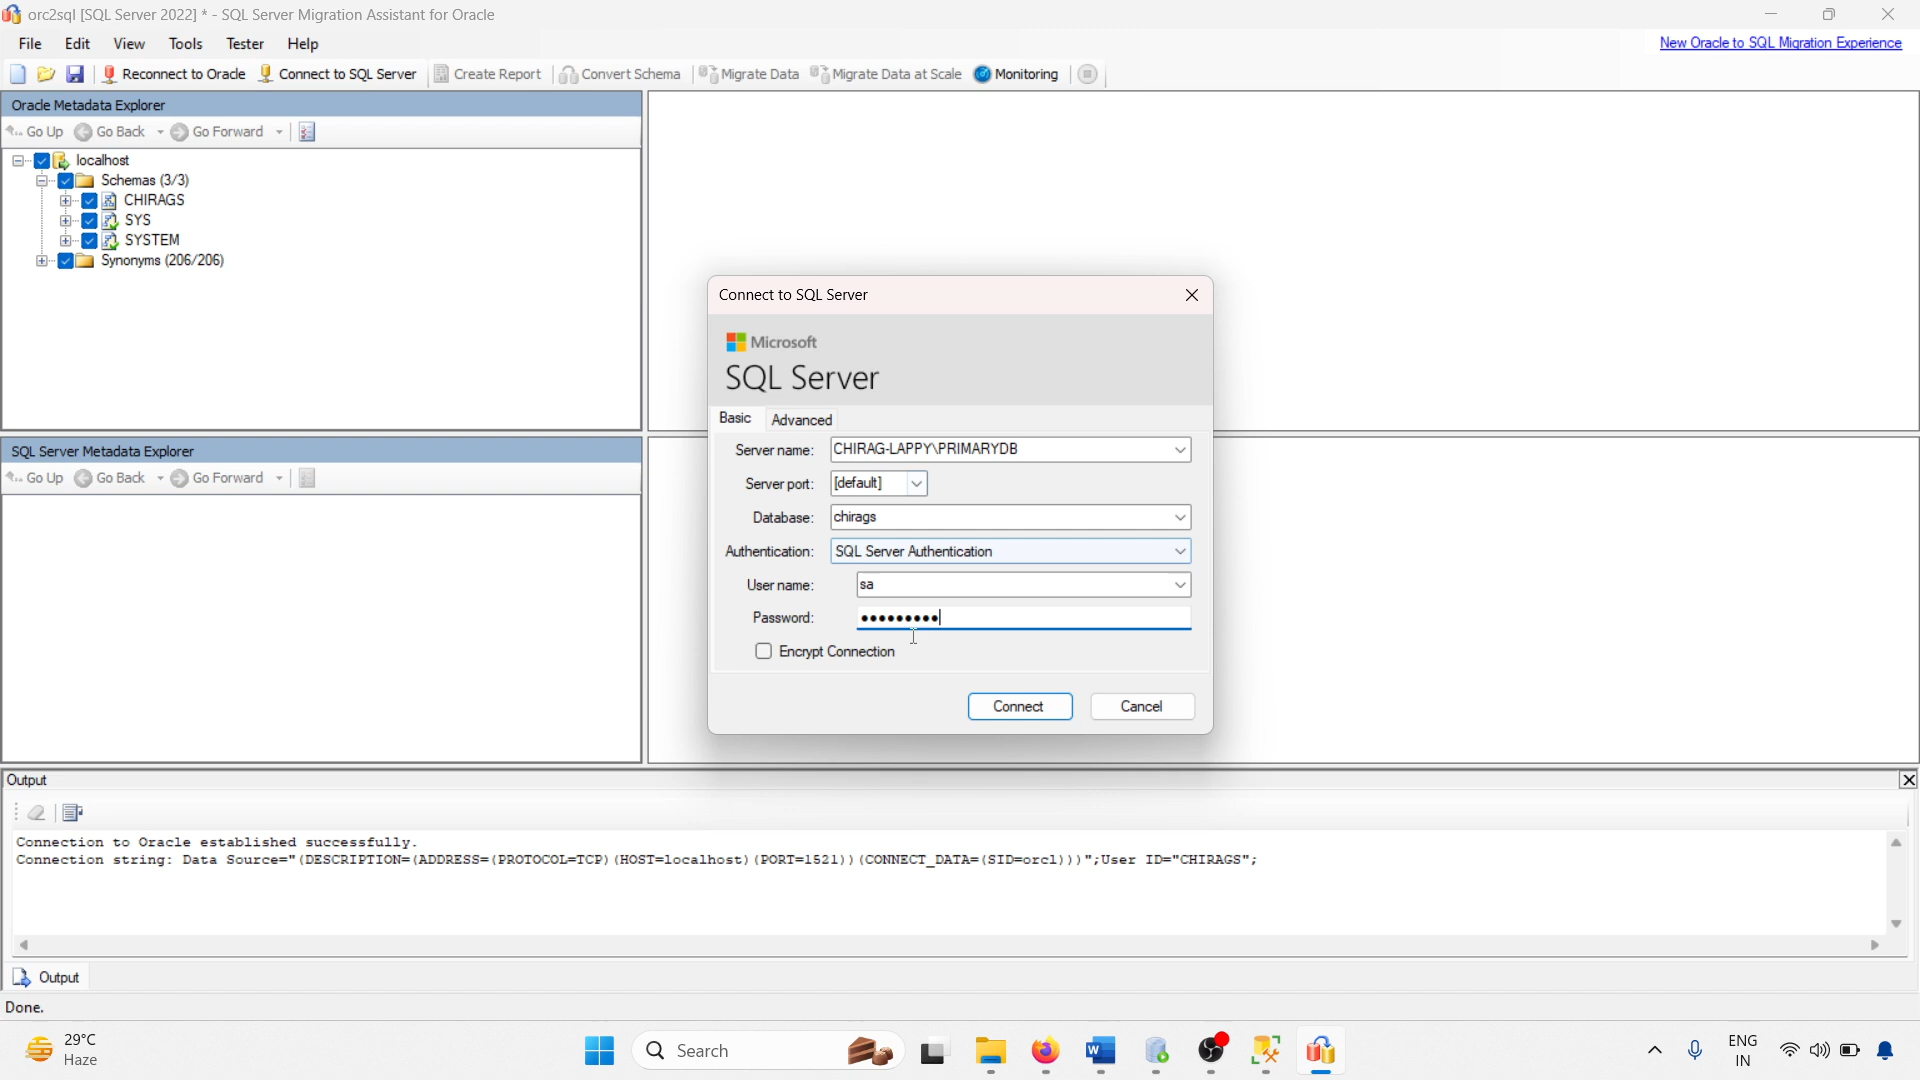 orc2sql [SQL Server 2022] * - SQL Server Migration Assistant for Oracle
File Edit View Tools Tester Help
New Oracle to SQL Migration Experience
Reconnect to Oracle Connect to SQL Server Create Report Convert Schema Migrate Data Migrate Data at Scale Monitoring
Oracle Metadata Explorer
Go Up Go Back Go Forward
localhost
Schemas (3/3)
CHIRAGS
SYS
SYSTEM
Synonyms (206/206)
SQL Server Metadata Explorer
Go Up Go Back Go Forward
Connect to SQL Server
Microsoft
SQL Server
Basic Advanced
Server name: CHIRAG-LAPPY\PRIMARYDB
Server port: [default]
Database: chirags
Authentication: SQL Server Authentication
User name: sa
Password: •••••••••
Encrypt Connection
Connect Cancel
Output
Connection to Oracle established successfully.
Connection string: Data Source="(DESCRIPTION=(ADDRESS=(PROTOCOL=TCP)(HOST=localhost)(PORT=1521))(CONNECT_DATA=(SID=orcl)))";User ID="CHIRAGS";
Output
Done.
29°C
Haze
Search
ENG
IN